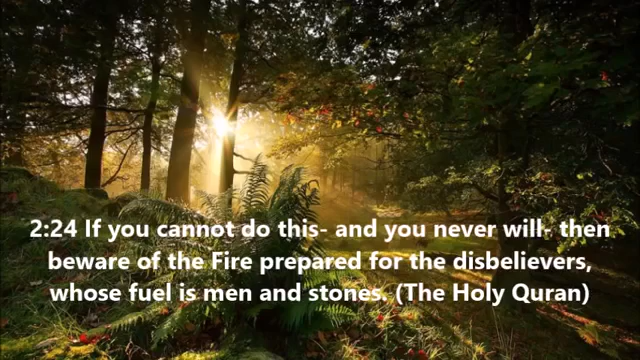 2:24 If you cannot do this- and you never will- then
beware of the Fire prepared for the disbelievers,
whose fuel is men and stones. (The Holy Quran)